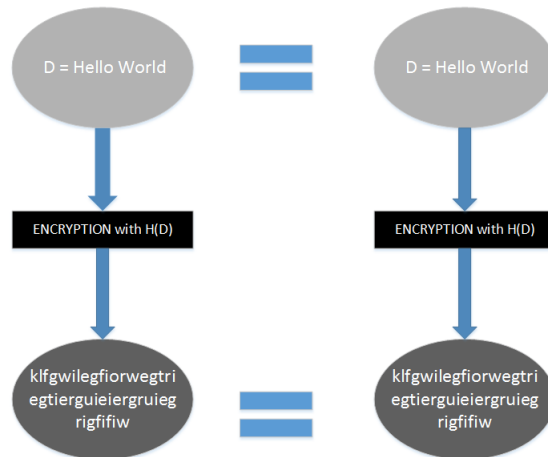 D = Hello World
D = Hello World
ENCRYPTION with H(D)
ENCRYPTION with H(D)
klfgwilegfiorwegtri
egtierguieiergruieg
rigfifiw
klfgwilegfiorwegtri
egtierguieiergruieg
rigfifiw